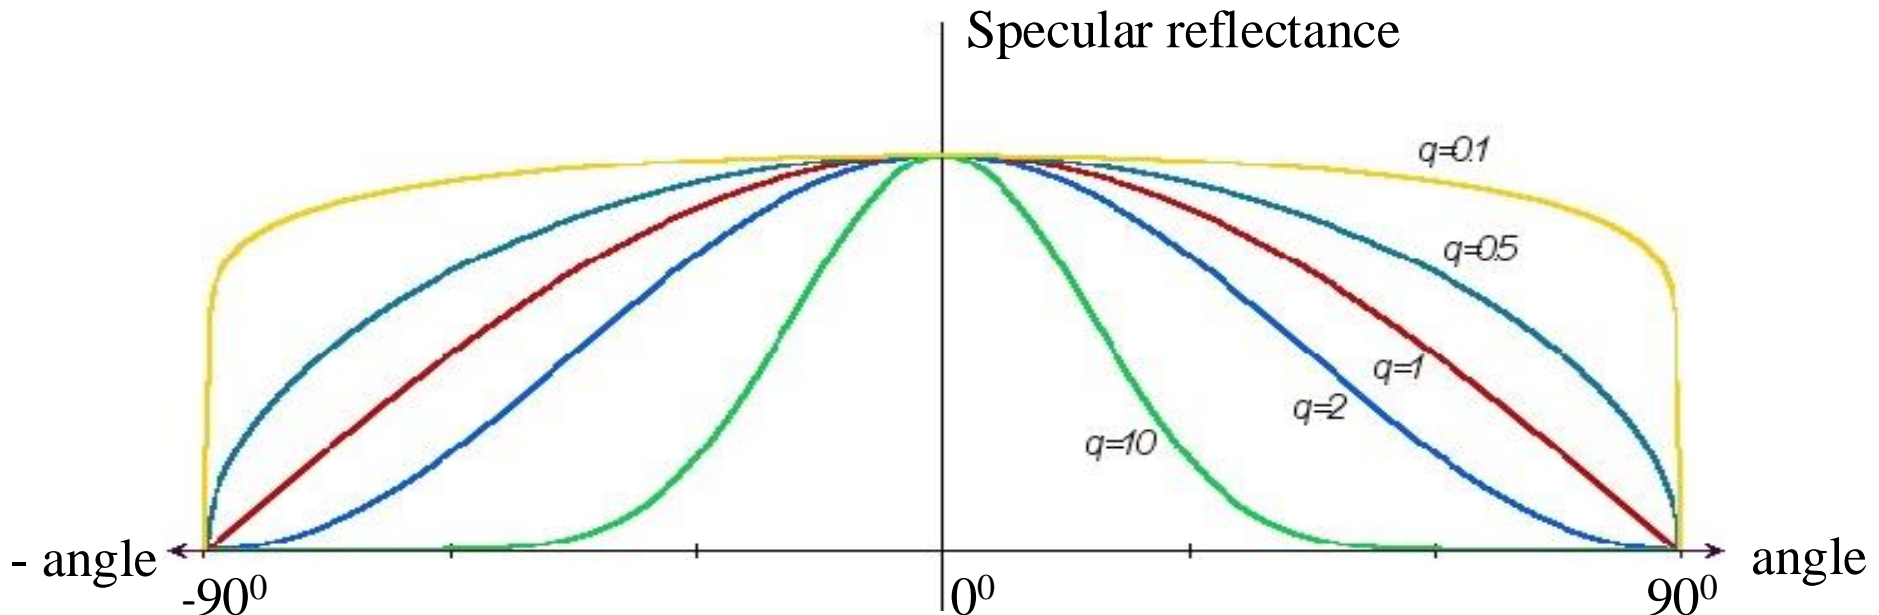 Specular reflectance
q=0.1
q=0.5
q=1
q=2
q=10
- angle
angle
-90⁰
0⁰
90⁰